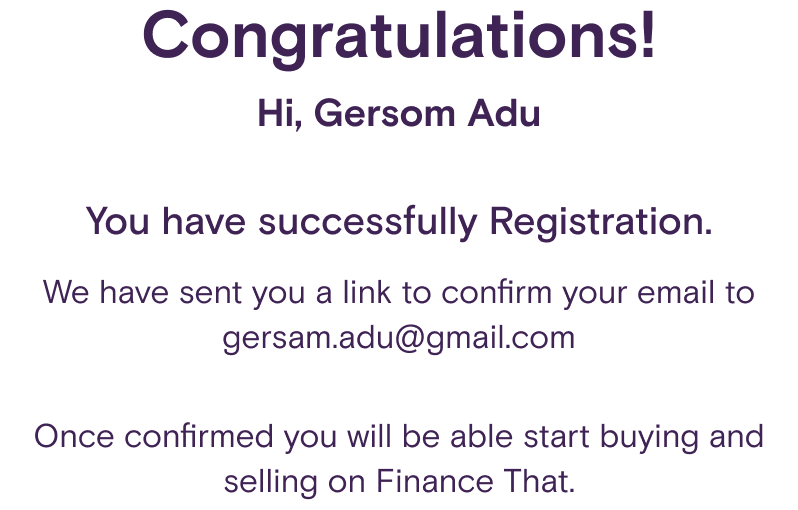 Congratulations!
Hi, Gersom Adu
You have successfully Registration.
We have sent you a link to confirm your email to
gersam.adu@gmail.com
Once confirmed you will be able start buying and
selling on Finance That.